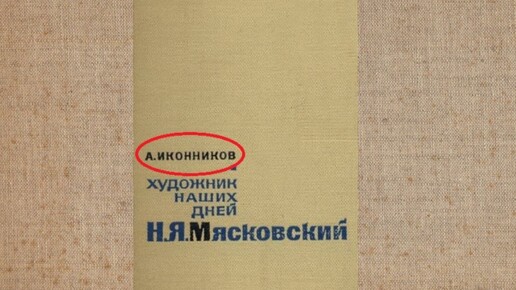 А.ИКОННИКОВ
ХУДОЖНИК
НАШИХ
ДНЕЙ
Н.Я.Мясковский